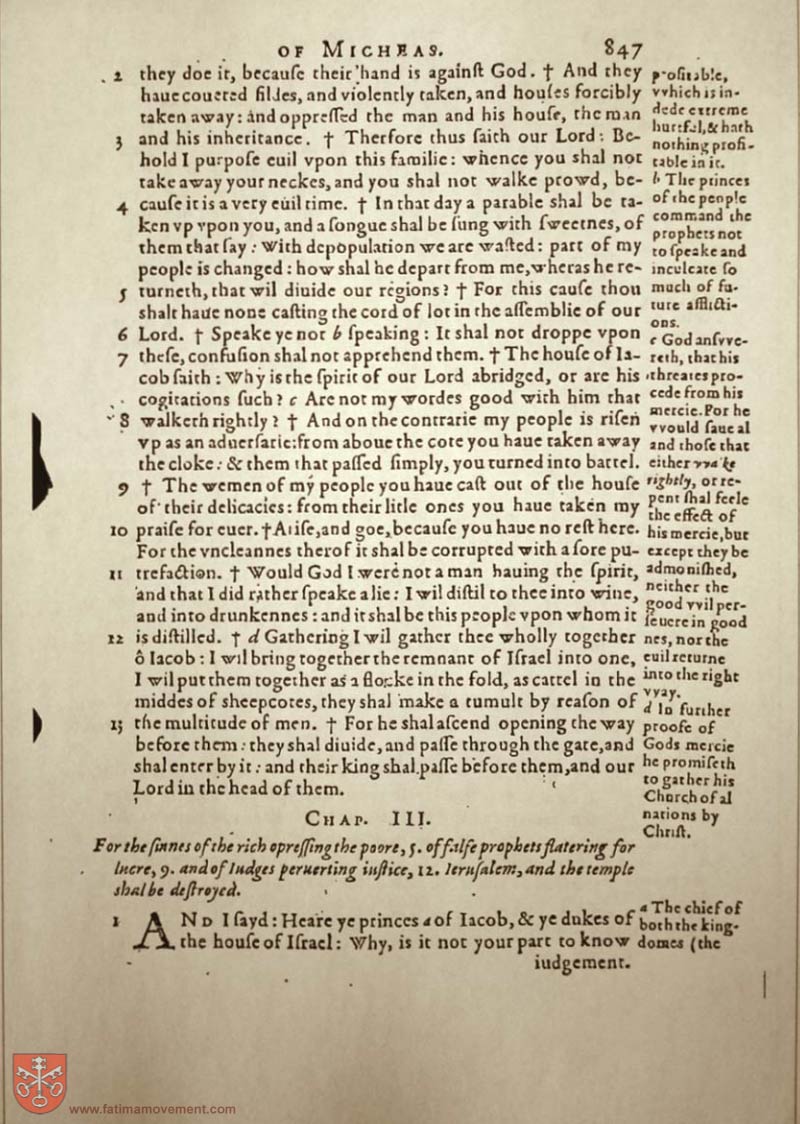 OF MICHEAS. 847
2 they doe it, becauſe their hand is againſt God. † And they
haue couered fildes, and violently taken, and houſes forcibly
taken away: and oppreſſed the man and his houſe, the man
3 and his inheritance. † Therfore thus ſaith our Lord: Be-
hold I purpoſe euil vpon this familie: whence you shal not
take away your neckes, and you shal not walke prowd, be-
4 cauſe it is a very euil time. † In that day a parable shal be ta-
ken vp vpon you, and a ſongue shal be ſung with ſweetnes, of
them that ſay: With depopulation we are waſted: part of my
people is changed: how shal he depart from me, wheras he re-
5 turneth, that wil diuide our regions? † For this cauſe thou
shalt haue none caſting the cord of lot in the aſſemblie of our
6 Lord. † Speake ye not b ſpeaking: It shal not droppe vpon
7 theſe, confuſion shal not apprehend them. † The houſe of Ia-
cob ſaith: Why is the ſpirit of our Lord abridged, or are his
cogitations ſuch? c Are not my wordes good with him that
8 walketh rightly? † And on the contrarie my people is riſen
vp as an aduerſarie: from aboue the cote you haue taken away
the cloke: & them that paſſed ſimply, you turned into battel.
9 † The wemen of my people you haue caſt out of the houſe
of their delicacies: from their litle ones you haue taken my
10 praiſe for euer. † Ariſe, and goe, becauſe you haue no reſt here.
For the vncleannes therof it shal be corrupted with a ſore pu-
11 trefaction. † Would God I were not a man hauing the ſpirit,
and that I did rather ſpeake a lie: I wil diſtil to thee into wine,
and into drunkennes: and it shal be this people vpon whom it
12 is diſtilled. † d Gathering I wil gather thee wholly together
ô Iacob: I wil bring together the remnant of Iſrael into one,
I wil put them together as a flocke in the fold, as cattel in the
middes of sheepcotes, they shal make a tumult by reaſon of
13 the multitude of men. † For he shal aſcend opening the way
before them: they shal diuide, and paſſe through the gate, and
shal enter by it: and their king shal paſſe before them, and our
Lord in the head of them.
profitable,
vvhich is in-
dede extreme
hurtful, & hath
nothing profi-
table in it.
b The princes
of the people
command the
prophets not
to ſpeake and
inculcate ſo
much of fu-
ture afflicti-
ons.
c God anſvve-
reth, that his
threates pro-
cede from his
mercie. For he
vvould ſaue al
and thoſe that
either vvalke
rightly, or re-
pent shal feele
the effect of
his mercie, but
except they be
admonished,
neither the
good vvil per-
ſeuere in good
nes, nor the
euil returne
into the right
vvay.
d In further
proofe of
Gods mercie
he promiſeth
to gather his
Church of al
nations by
Chriſt.
CHAP. III.
For the ſinnes of the rich opreſſing the poore, 5. of falſe prophets flatering for
lucre, 9. and of Iudges peruerting iuſtice, 12. Ieruſalem, and the temple
shal be deſtroyed.
1 AND I ſayd: Heare ye princes a of Iacob, & ye dukes of
the houſe of Iſrael: Why, is it not your part to know
iudgement.
a The chief of
both the king-
domes (the
www.fatimamovement.com